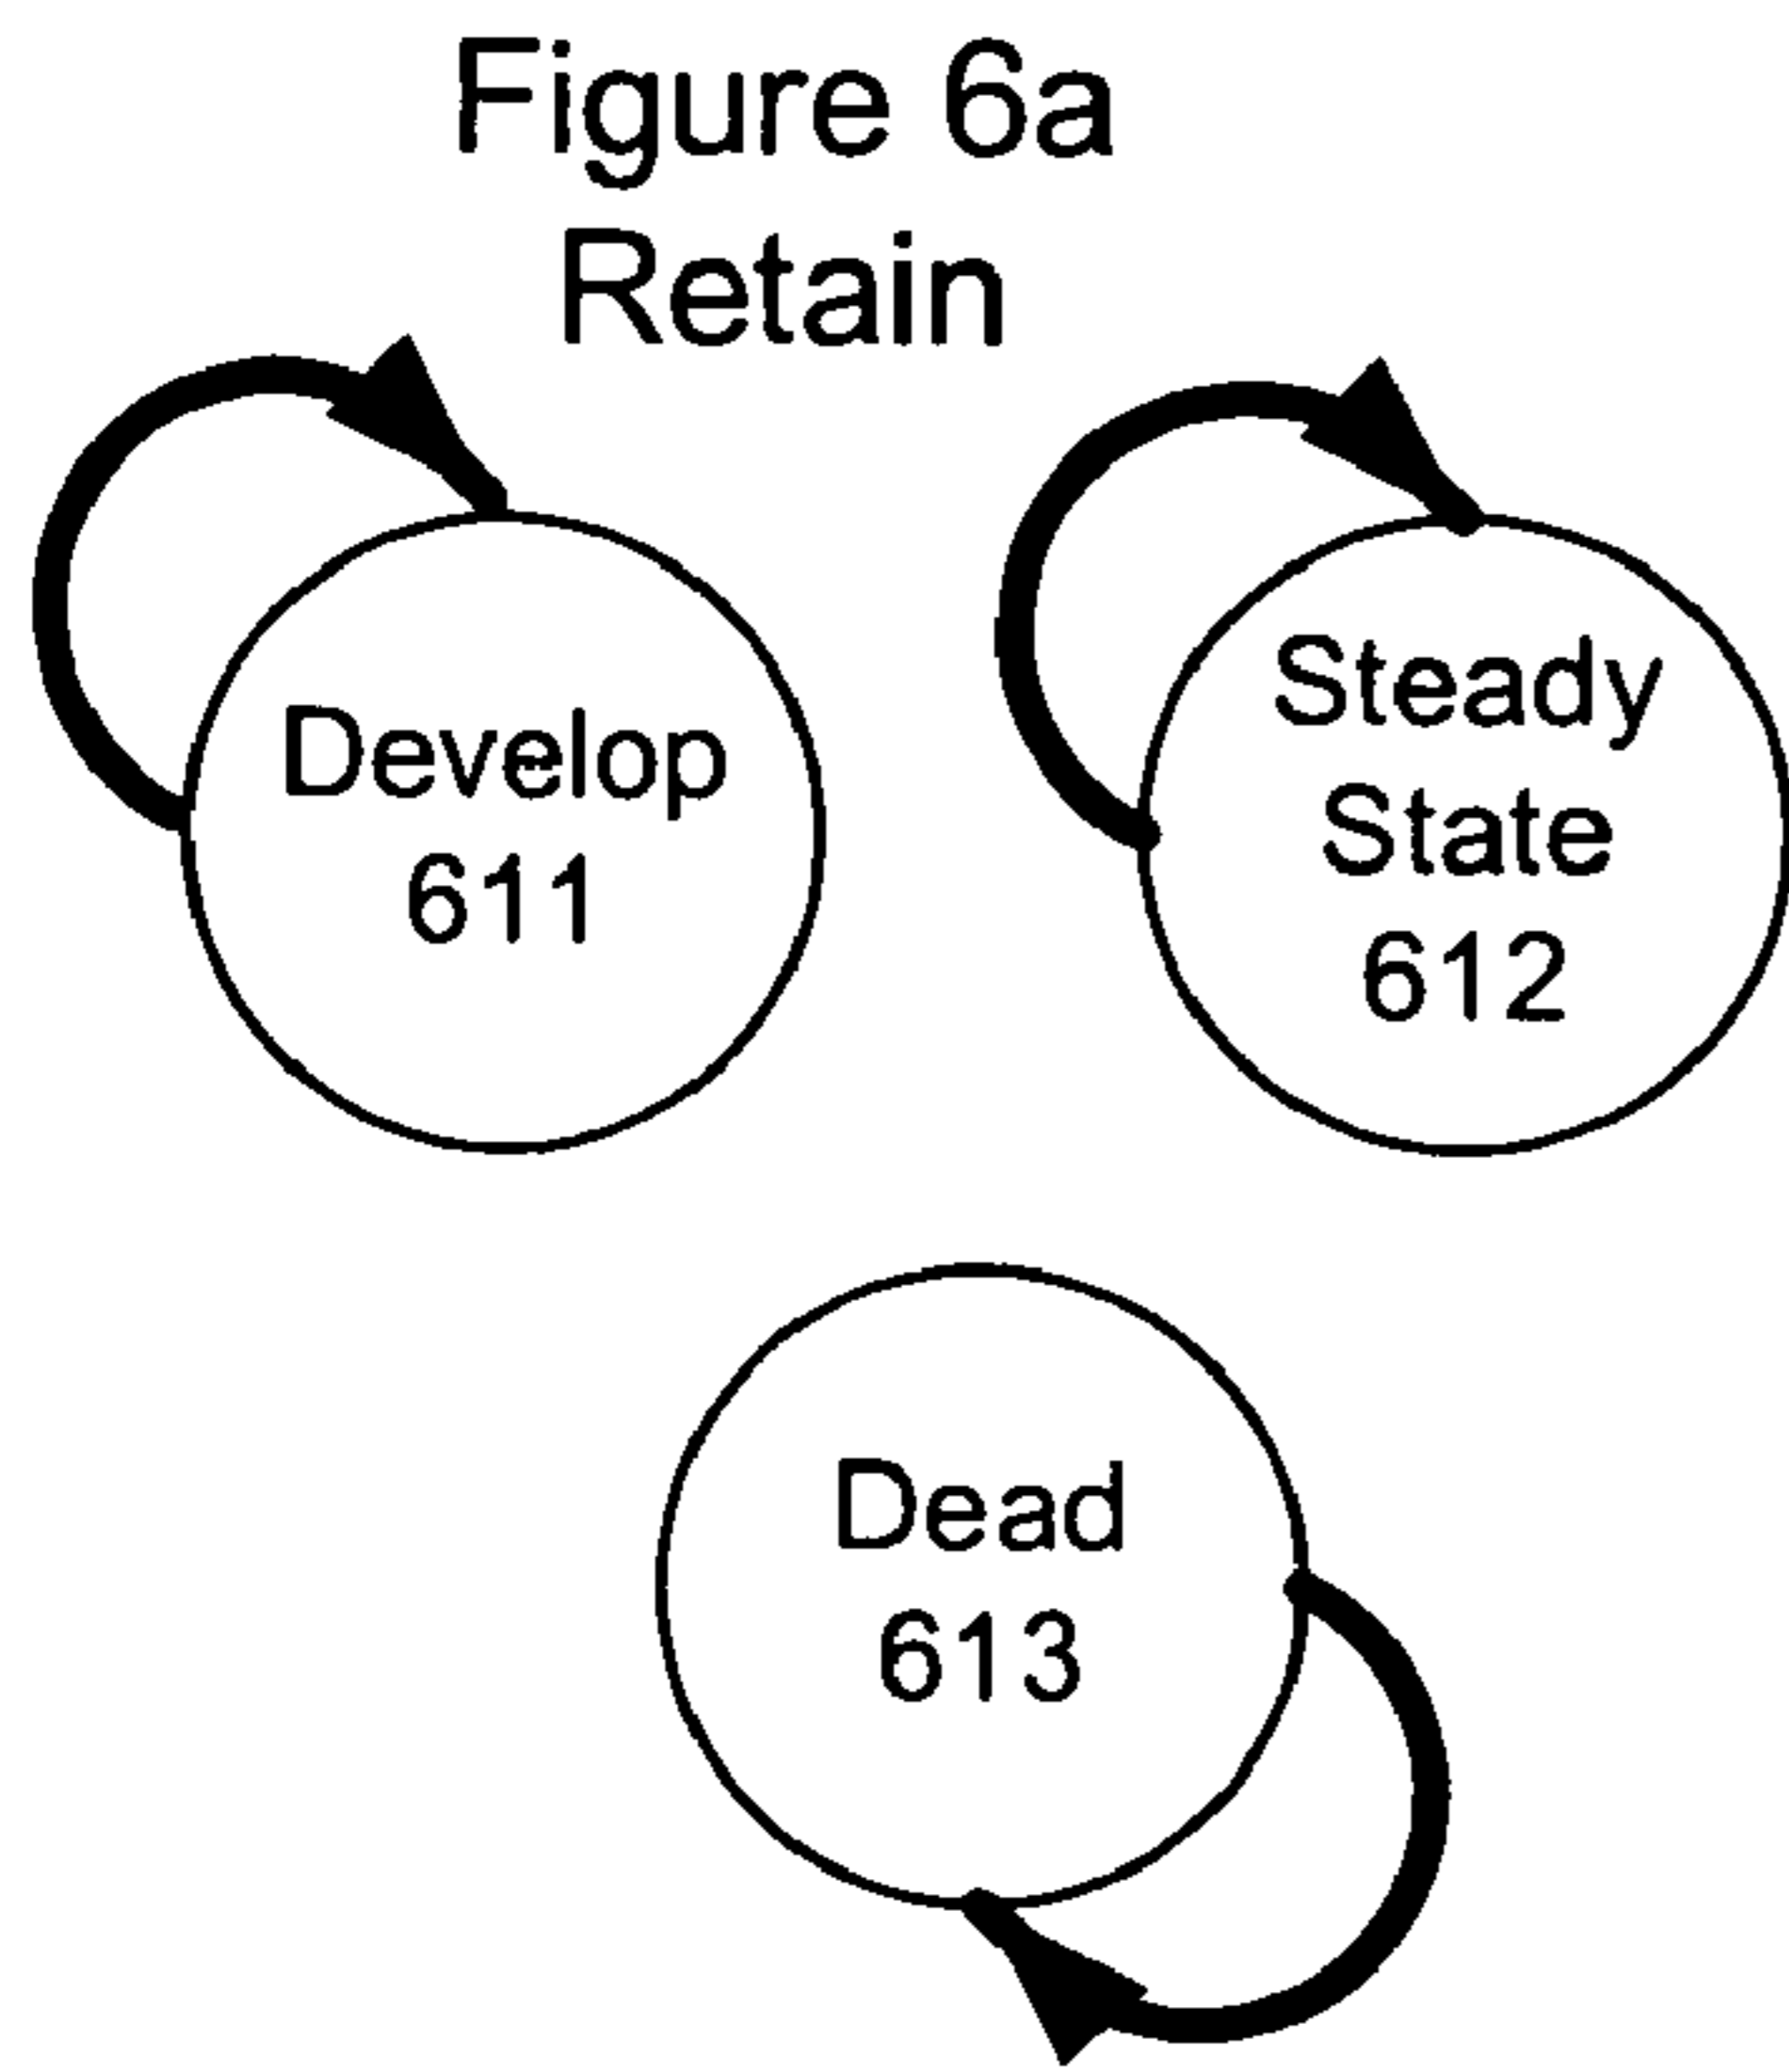 Figure 6a
Retain
Develop
611
Steady
State
612
Dead
613